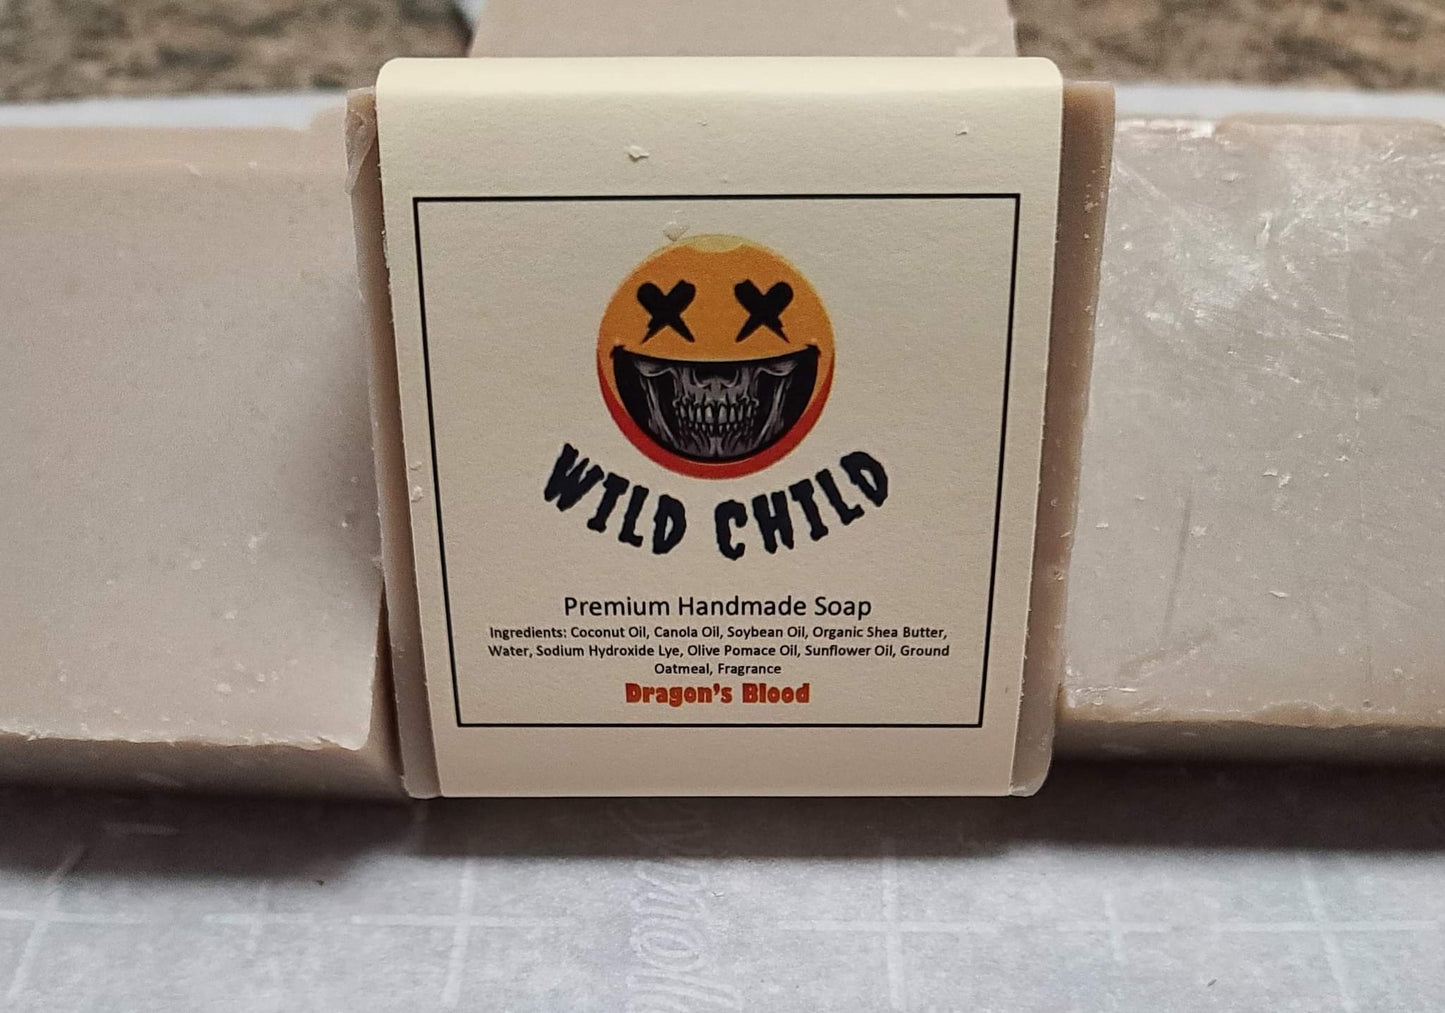 WILD CHILD
Premium Handmade Soap
Ingredients: Coconut Oil, Canola Oil, Soybean Oil, Organic Shea Butter,
Water, Sodium Hydroxide Lye, Olive Pomace Oil, Sunflower Oil, Ground
Oatmeal, Fragrance
Dragon's Blood